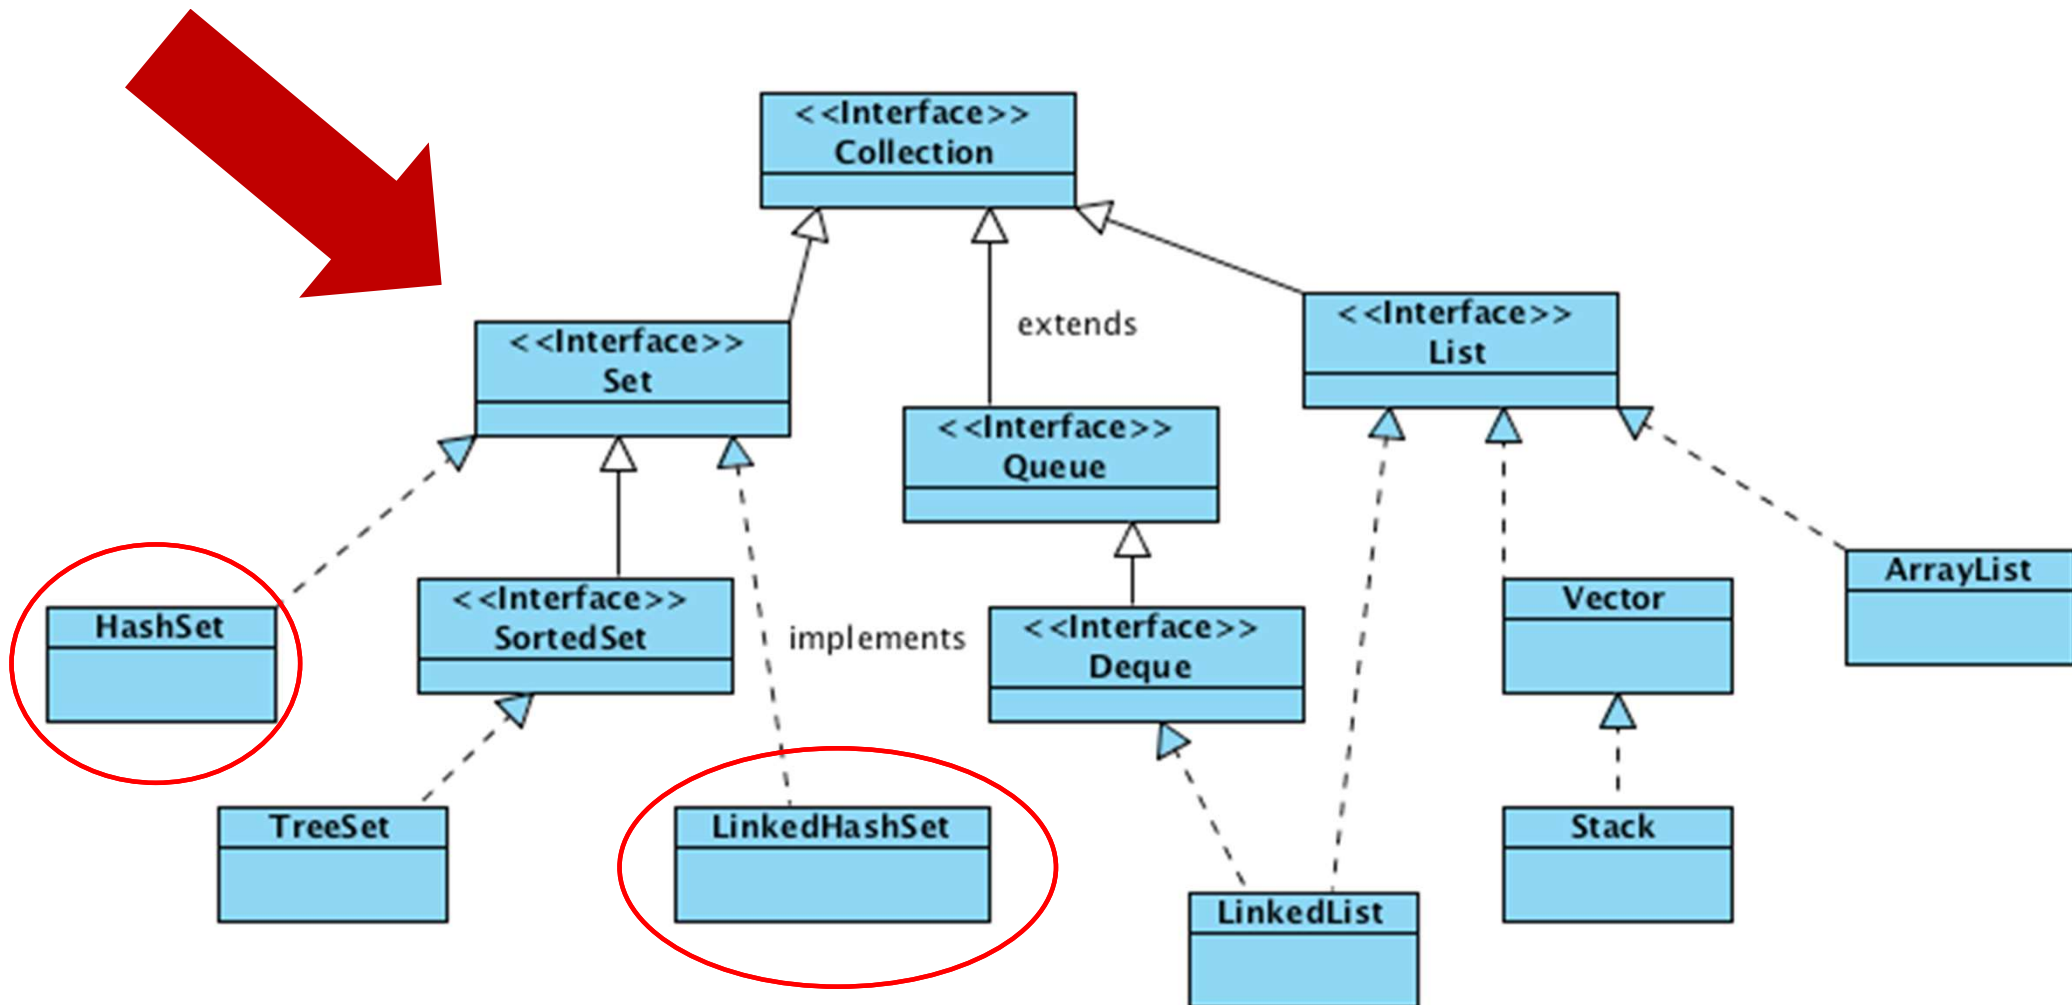 <<Interface>>
Collection
<<Interface>>
Set
extends
<<Interface>>
List
<<Interface>>
Queue
HashSet
<<Interface>>
SortedSet
implements
<<Interface>>
Deque
Vector
ArrayList
TreeSet
LinkedHashSet
LinkedList
Stack